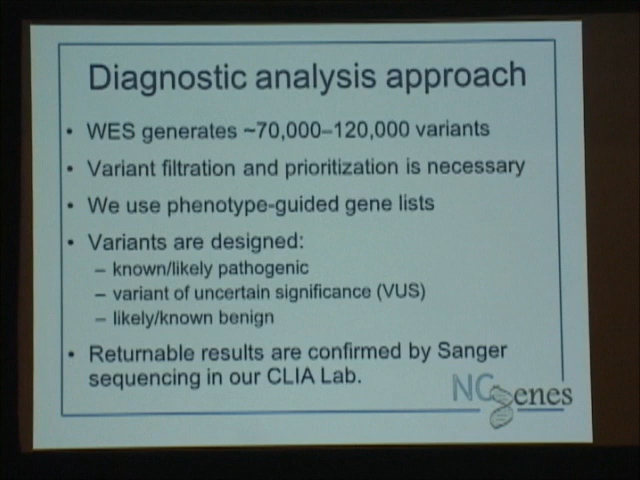 Diagnostic analysis approach
• WES generates ~70,000–120,000 variants
• Variant filtration and prioritization is necessary
• We use phenotype-guided gene lists
• Variants are designed:
– known/likely pathogenic
– variant of uncertain significance (VUS)
– likely/known benign
• Returnable results are confirmed by Sanger
sequencing in our CLIA Lab.
NCgenes